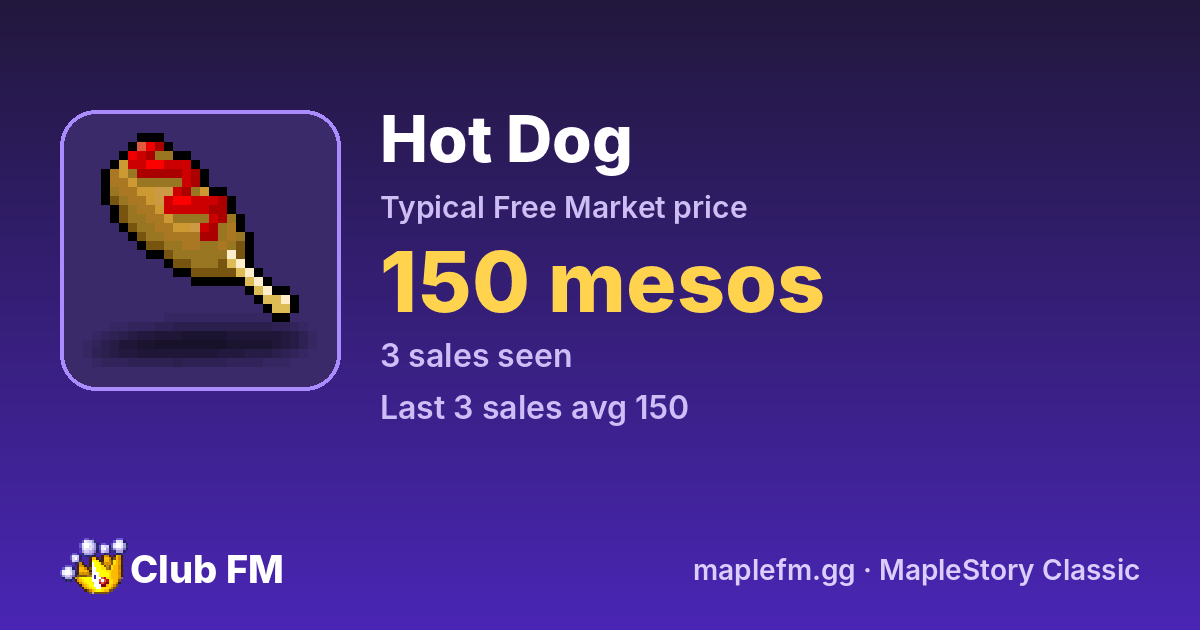 Hot Dog
Typical Free Market price
150 mesos
3 sales seen
Last 3 sales avg 150
Club FM
maplefm.gg · MapleStory Classic